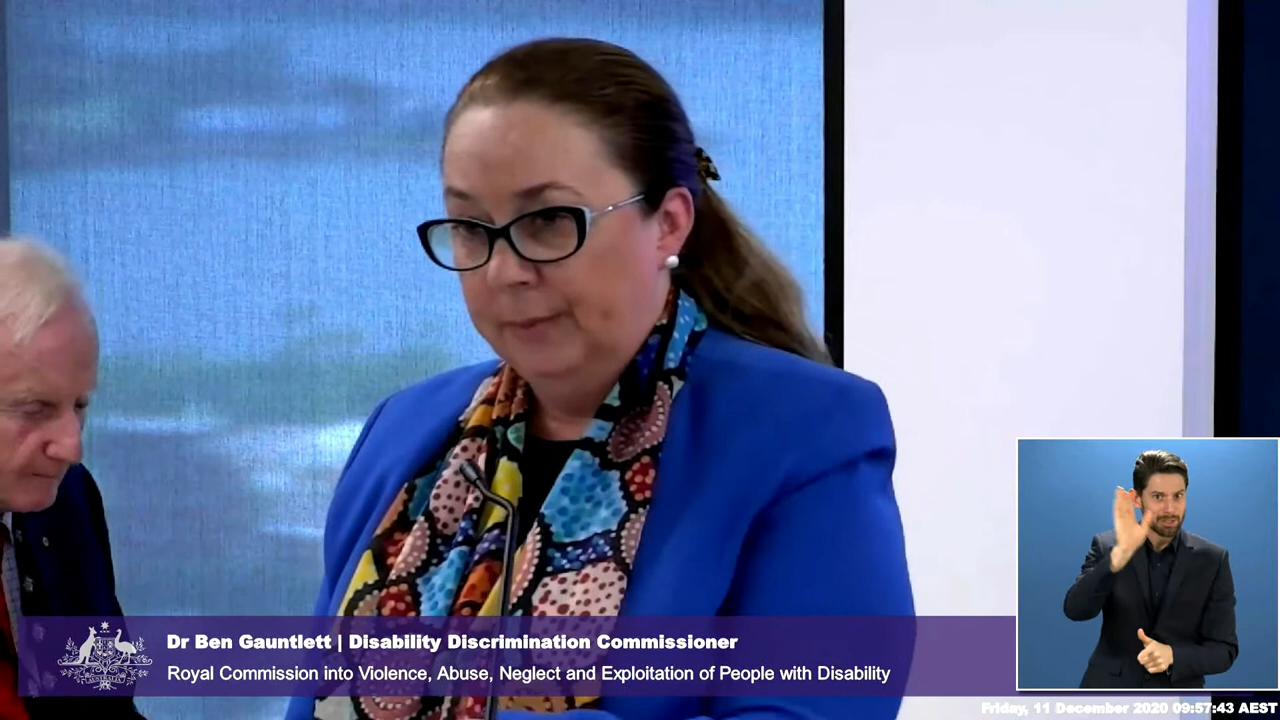 Dr Ben Gauntlett | Disability Discrimination Commissioner
Royal Commission into Violence, Abuse, Neglect and Exploitation of People with Disability
Friday, 11 December 2020 09:57:43 AEST